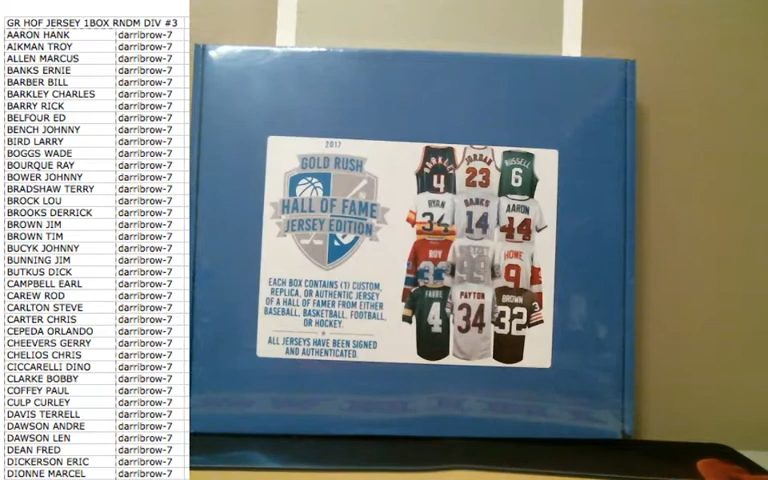 GR HOF JERSEY 1BOX RNDM DIV #3
AARON HANK darribrow-7
AIKMAN TROY darribrow-7
ALLEN MARCUS darribrow-7
BANKS ERNIE darribrow-7
BARBER BILL darribrow-7
BARKLEY CHARLES darribrow-7
BARRY RICK darribrow-7
BELFOUR ED darribrow-7
BENCH JOHNNY darribrow-7
BIRD LARRY darribrow-7
BOGGS WADE darribrow-7
BOURQUE RAY darribrow-7
BOWER JOHNNY darribrow-7
BRADSHAW TERRY darribrow-7
BROCK LOU darribrow-7
BROOKS DERRICK darribrow-7
BROWN JIM darribrow-7
BROWN TIM darribrow-7
BUCYK JOHNNY darribrow-7
BUNNING JIM darribrow-7
BUTKUS DICK darribrow-7
CAMPBELL EARL darribrow-7
CAREW ROD darribrow-7
CARLTON STEVE darribrow-7
CARTER CHRIS darribrow-7
CEPEDA ORLANDO darribrow-7
CHEEVERS GERRY darribrow-7
CHELIOS CHRIS darribrow-7
CICCARELLI DINO darribrow-7
CLARKE BOBBY darribrow-7
COFFEY PAUL darribrow-7
CULP CURLEY darribrow-7
DAVIS TERRELL darribrow-7
DAWSON ANDRE darribrow-7
DAWSON LEN darribrow-7
DEAN FRED darribrow-7
DICKERSON ERIC darribrow-7
DIONNE MARCEL darribrow-7
2017
GOLD RUSH
HALL OF FAME
JERSEY EDITION
EACH BOX CONTAINS (1) CUSTOM,
REPLICA, OR AUTHENTIC JERSEY
OF A HALL OF FAMER FROM EITHER
BASEBALL, BASKETBALL, FOOTBALL,
OR HOCKEY.
ALL JERSEYS HAVE BEEN SIGNED
AND AUTHENTICATED.
BARKLEY JORDAN RUSSELL
4 23 6
RYAN BANKS AARON
34 14 44
ROY HOWE
33 99 9
FAVRE PAYTON BROWN
4 34 32